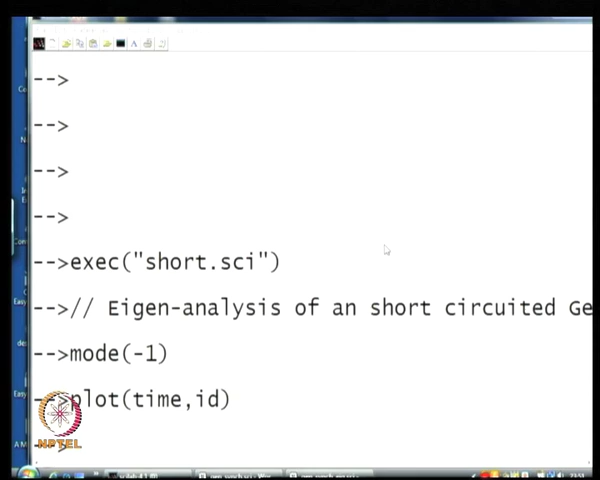 -->
-->
-->
-->
-->exec("short.sci")
-->// Eigen-analysis of an short circuited Ge
-->mode(-1)
-->plot(time,id)
-->
NPTEL